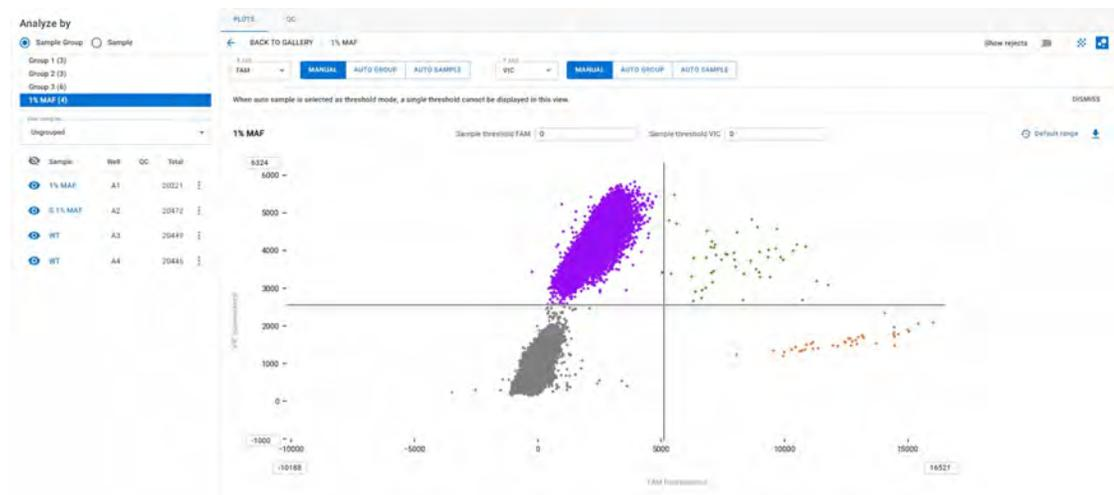 Analyze by
Sample Group Sample
Group 1 (3)
Group 2 (3)
Group 3 (6)
1% MAF (4)
Ungrouped
Sample Well QC Total
1% MAF A1 20221
0.1% MAF A2 20472
WT A3 20449
WT A4 20446
PLOTS QC
BACK TO GALLERY 1% MAF Show rejects
FAM MANUAL AUTO GROUP AUTO SAMPLE VIC MANUAL AUTO GROUP AUTO SAMPLE
When auto sample is selected as threshold mode, a single threshold cannot be displayed in this view. DISMISS
1% MAF Sample threshold FAM 0 Sample threshold VIC 0 Default range
6324
6000
5000
4000
3000
2000
1000
0
-1000
-10000 -5000 0 5000 10000 15000
-10188 16521